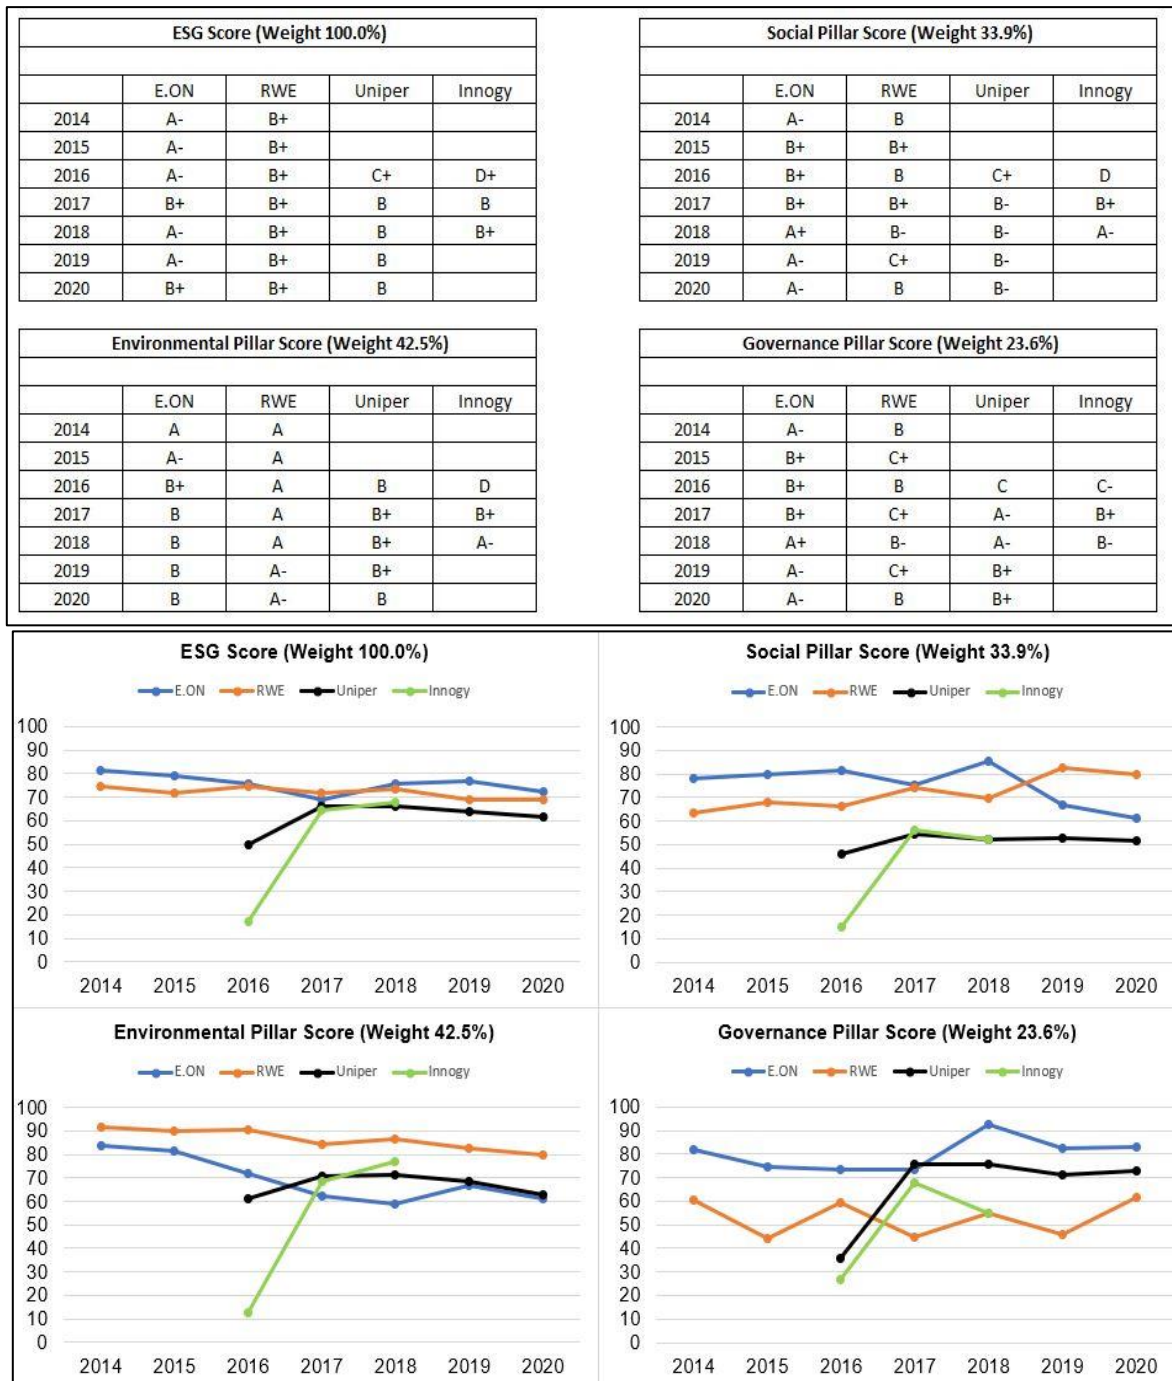 ESG Score (Weight 100.0%)
E.ON RWE Uniper Innogy
2014 A- B+
2015 A- B+
2016 A- B+ C+ D+
2017 B+ B+ B B
2018 A- B+ B B+
2019 A- B+ B
2020 B+ B+ B
Social Pillar Score (Weight 33.9%)
E.ON RWE Uniper Innogy
2014 A- B
2015 B+ B+
2016 B+ B C+ D
2017 B+ B+ B- B+
2018 A+ B- B- A-
2019 A- C+ B-
2020 A- B B-
Environmental Pillar Score (Weight 42.5%)
E.ON RWE Uniper Innogy
2014 A A
2015 A- A
2016 B+ A B D
2017 B A B+ B+
2018 B A B+ A-
2019 B A- B+
2020 B A- B
Governance Pillar Score (Weight 23.6%)
E.ON RWE Uniper Innogy
2014 A- B
2015 B+ C+
2016 B+ B C C-
2017 B+ C+ A- B+
2018 A+ B- A- B-
2019 A- C+ B+
2020 A- B B+
ESG Score (Weight 100.0%)
E.ON RWE Uniper Innogy
100
90
80
70
60
50
40
30
20
10
0
2014 2015 2016 2017 2018 2019 2020
Social Pillar Score (Weight 33.9%)
E.ON RWE Uniper Innogy
100
90
80
70
60
50
40
30
20
10
0
2014 2015 2016 2017 2018 2019 2020
Environmental Pillar Score (Weight 42.5%)
E.ON RWE Uniper Innogy
100
90
80
70
60
50
40
30
20
10
0
2014 2015 2016 2017 2018 2019 2020
Governance Pillar Score (Weight 23.6%)
E.ON RWE Uniper Innogy
100
90
80
70
60
50
40
30
20
10
0
2014 2015 2016 2017 2018 2019 2020